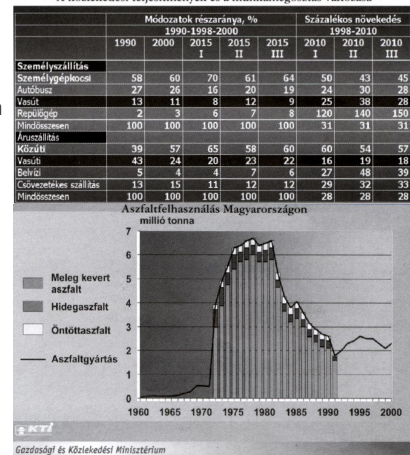 Módozatok részaránya, % Százalékos növekedés
1990-1998-2000 1998-2010
1990 2000 2015 2015 2015 2010 2010 2010
I II III I II III
Személyszállítás
Személygépkocsi 58 60 70 61 64 50 43 45
Autóbusz 27 26 16 20 19 24 30 28
Vasút 13 11 8 12 9 25 38 28
Repülőgép 2 3 6 7 8 120 140 150
Mindösszesen 100 100 100 100 100 31 31 31
Áruszállítás
Közúti 39 57 65 58 60 60 54 57
Vasúti 43 24 20 23 22 16 19 18
Belvízi 5 4 4 7 6 27 48 39
Csövezetékes szállítás 13 15 11 12 12 29 32 33
Mindösszesen 100 100 100 100 100 28 28 28
Aszfaltfelhasználás Magyarországon
millió tonna
7
6
5
4
3
2
1
0
Meleg kevert
aszfalt
Hidegaszfalt
Öntöttaszfalt
Aszfaltgyártás
1960 1965 1970 1975 1980 1985 1990 1995 2000
KTI
Gazdasági és Közlekedési Minisztérium